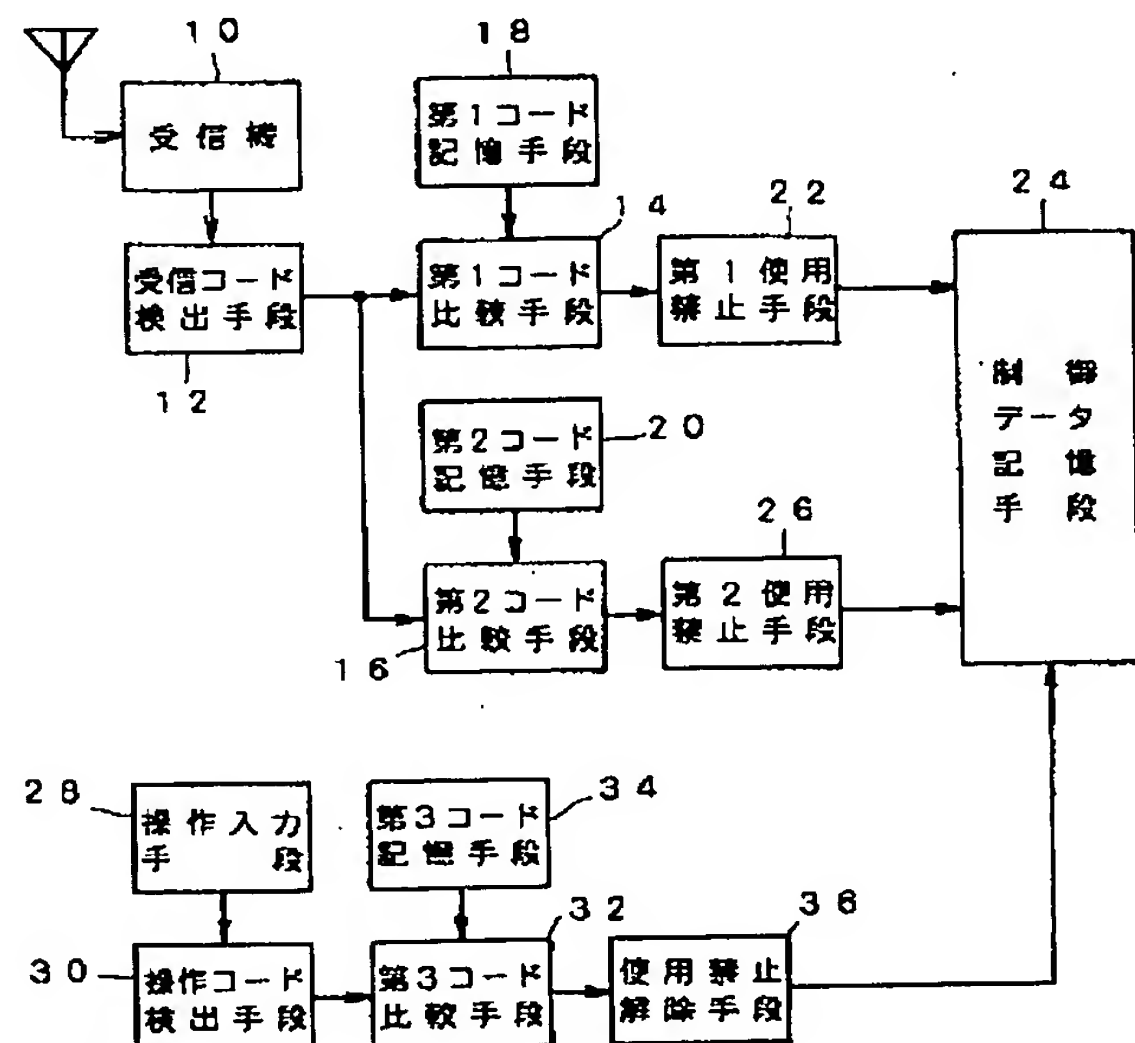 10
受信機
18
第1コード
記憶手段
14
22
24
受信コード
検出手段
12
第1コード
比較手段
第1使用
禁止手段
制御
データ
記憶
手段
第2コード
記憶手段
20
26
第2コード
比較手段
16
第2使用
禁止手段
28
操作入力
手段
34
第3コード
記憶手段
32
36
30
操作コード
検出手段
第3コード
比較手段
使用禁止
解除手段